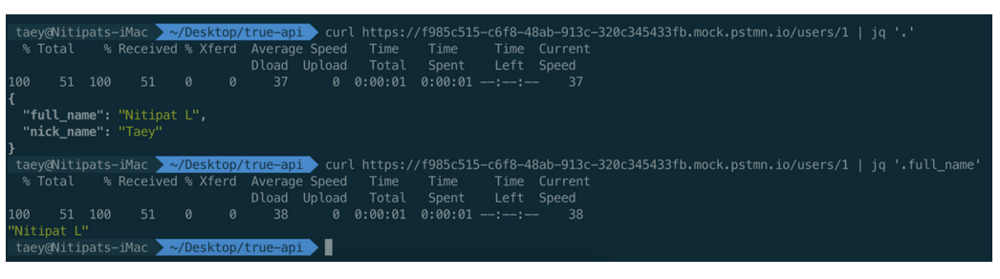 taey@Nitipats-iMac ~/Desktop/true-api curl https://f985c515-c6f8-48ab-913c-320c345433fb.mock.pstmn.io/users/1 | jq '.'
% Total % Received % Xferd Average Speed Time Time Time Current
Dload Upload Total Spent Left Speed
100 51 100 51 0 0 37 0 0:00:01 0:00:01 --:--:-- 37
{
"full_name": "Nitipat L",
"nick_name": "Taey"
}
taey@Nitipats-iMac ~/Desktop/true-api curl https://f985c515-c6f8-48ab-913c-320c345433fb.mock.pstmn.io/users/1 | jq '.full_name'
% Total % Received % Xferd Average Speed Time Time Time Current
Dload Upload Total Spent Left Speed
100 51 100 51 0 0 38 0 0:00:01 0:00:01 --:--:-- 38
"Nitipat L"
taey@Nitipats-iMac ~/Desktop/true-api